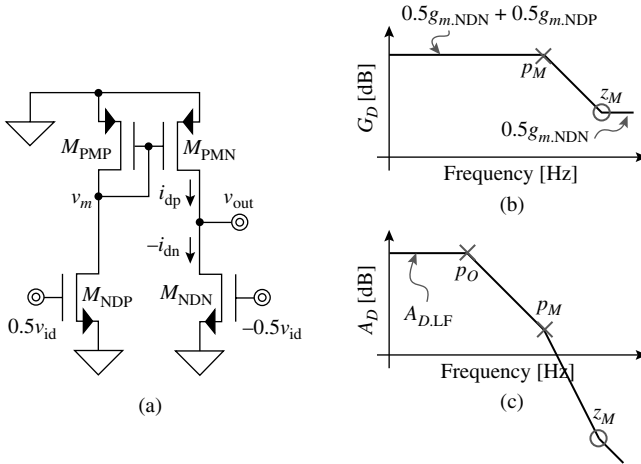 M_PMP
M_PMN
v_m
i_dp
v_out
−i_dn
M_NDP
M_NDN
0.5v_id
−0.5v_id
(a)
0.5g_m.NDN + 0.5g_m.NDP
p_M
z_M
0.5g_m.NDN
G_D [dB]
Frequency [Hz]
(b)
A_D [dB]
p_O
A_D.LF
p_M
Frequency [Hz]
(c)
z_M